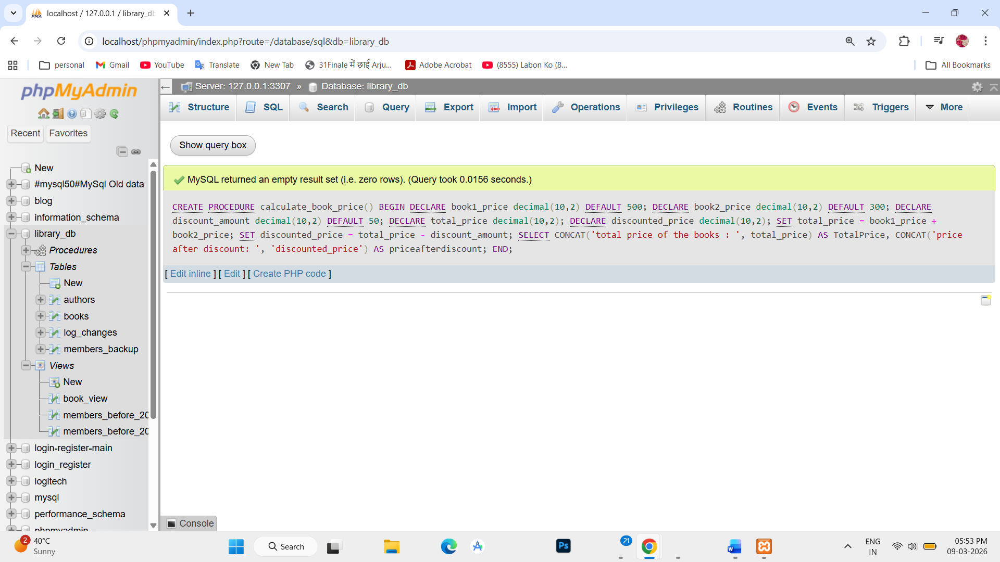 localhost / 127.0.0.1 / library_db
localhost/phpmyadmin/index.php?route=/database/sql&db=library_db
personal
Gmail
YouTube
Translate
New Tab
31Finale में छाई Arju...
Adobe Acrobat
(8555) Labon Ko (8...
All Bookmarks
phpMyAdmin
Recent
Favorites
New
#mysql50#MySql Old data
blog
information_schema
library_db
Procedures
Tables
New
authors
books
log_changes
members_backup
Views
New
book_view
members_before_20
members_before_20
login-register-main
login_register
logitech
mysql
performance_schema
phpmyadmin
Server: 127.0.0.1:3307 » Database: library_db
Structure
SQL
Search
Query
Export
Import
Operations
Privileges
Routines
Events
Triggers
More
Show query box
MySQL returned an empty result set (i.e. zero rows). (Query took 0.0156 seconds.)
CREATE PROCEDURE calculate_book_price() BEGIN DECLARE book1_price decimal(10,2) DEFAULT 500; DECLARE book2_price decimal(10,2) DEFAULT 300; DECLARE
discount_amount decimal(10,2) DEFAULT 50; DECLARE total_price decimal(10,2); DECLARE discounted_price decimal(10,2); SET total_price = book1_price +
book2_price; SET discounted_price = total_price - discount_amount; SELECT CONCAT('total price of the books : ', total_price) AS TotalPrice, CONCAT('price
after discount: ', 'discounted_price') AS priceafterdiscount; END;
[ Edit inline ] [ Edit ] [ Create PHP code ]
Console
2
40°C
Sunny
Search
Ps
21
W
ENG
IN
05:53 PM
09-03-2026